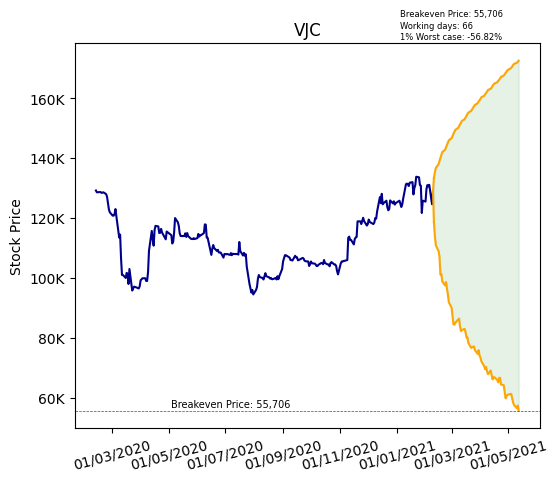 Breakeven Price: 55,706
Working days: 66
1% Worst case: -56.82%
VJC
Stock Price
160K
140K
120K
100K
80K
60K
Breakeven Price: 55,706
01/03/2020
01/05/2020
01/07/2020
01/09/2020
01/11/2020
01/01/2021
01/03/2021
01/05/2021